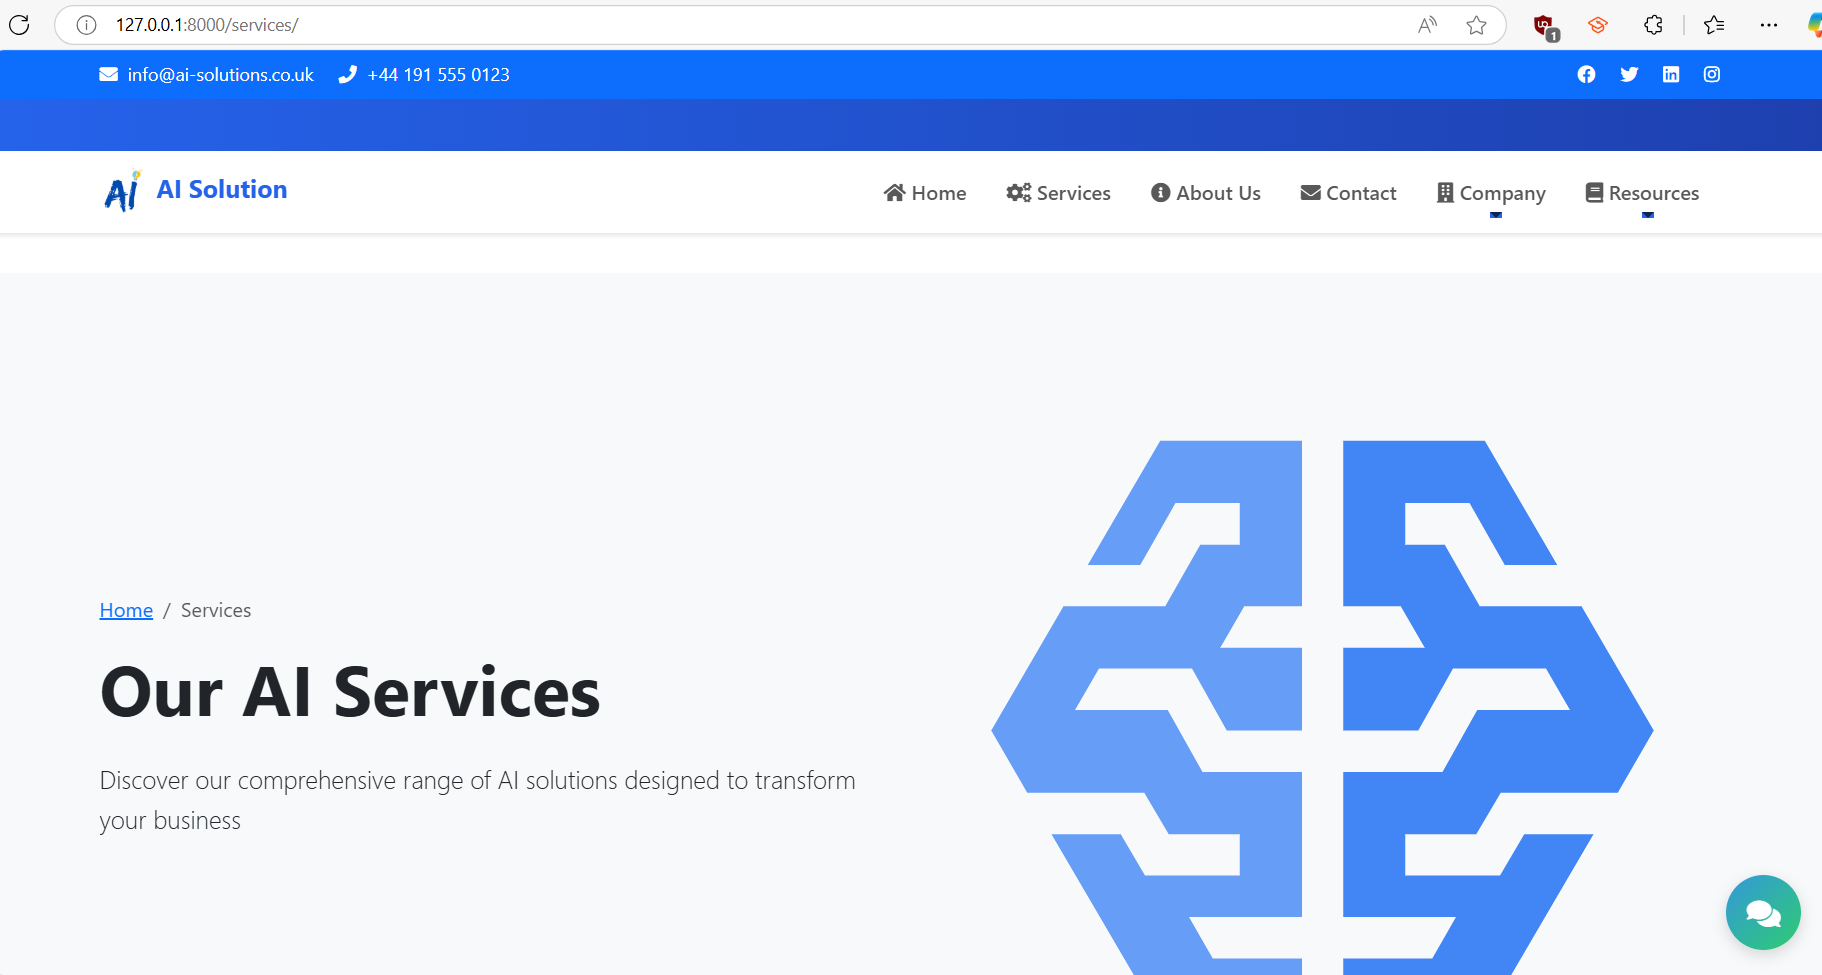 127.0.0.1:8000/services/
1
info@ai-solutions.co.uk +44 191 555 0123
Ai AI Solution Home Services About Us Contact Company Resources
Home / Services
Our AI Services
Discover our comprehensive range of AI solutions designed to transform
your business